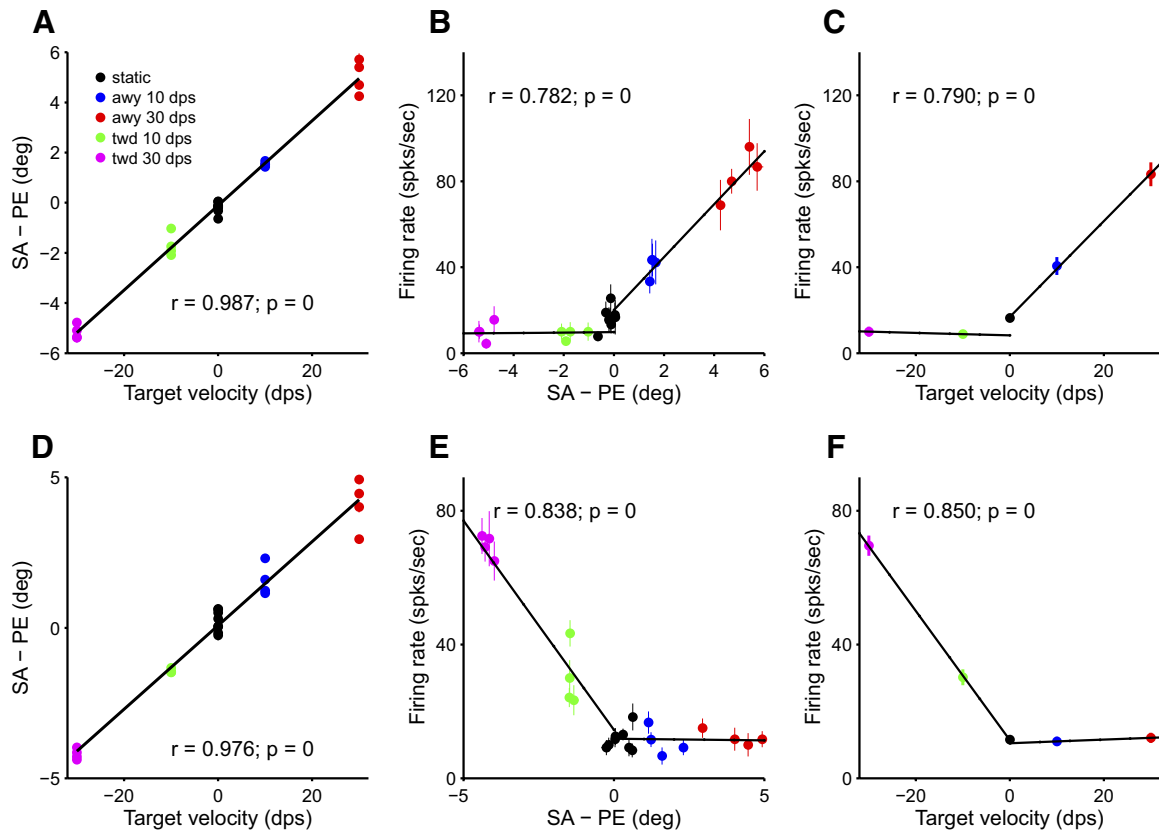 A
B
C
SA − PE (deg)
6
4
2
0
−2
−4
−6
static
awy 10 dps
awy 30 dps
twd 10 dps
twd 30 dps
r = 0.987; p = 0
−20 0 20
Target velocity (dps)
Firing rate (spks/sec)
120
80
40
0
r = 0.782; p = 0
−6 −4 −2 0 2 4 6
SA − PE (deg)
Firing rate (spks/sec)
120
80
40
0
r = 0.790; p = 0
−20 0 20
Target velocity (dps)
D
E
F
SA − PE (deg)
5
0
−5
r = 0.976; p = 0
−20 0 20
Target velocity (dps)
Firing rate (spks/sec)
80
40
0
r = 0.838; p = 0
−5 0 5
SA − PE (deg)
Firing rate (spks/sec)
80
40
0
r = 0.850; p = 0
−20 0 20
Target velocity (dps)